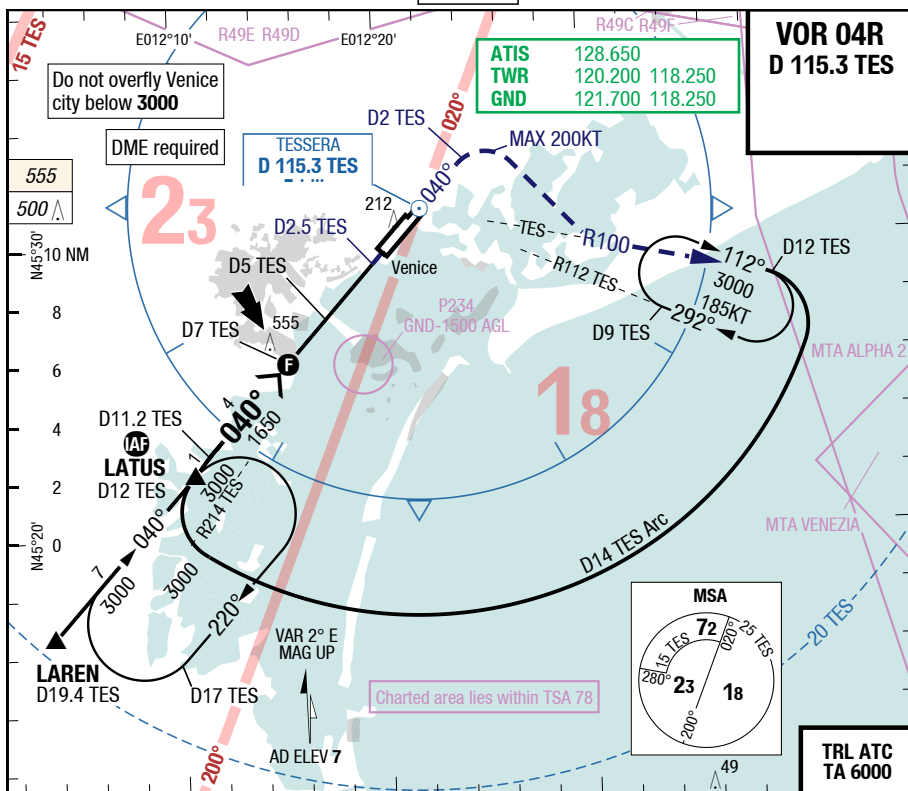 15 TES
E012°10'
R49E R49D
E012°20'
R49C R49F
VOR 04R
D 115.3 TES
ATIS 128.650
TWR 120.200 118.250
GND 121.700 118.250
Do not overfly Venice
city below 3000
DME required
TESSERA
D 115.3 TES
D2 TES
020°
MAX 200KT
040°
555
500
23
212
D2.5 TES
N45°30'
10 NM
Venice
TES
R100
R112 TES
112°
3000
185KT
292°
D12 TES
D9 TES
D5 TES
8
P234
GND-1500 AGL
555
D7 TES
F
MTA ALPHA 2
6
18
4
040°
1650
D11.2 TES
4
IAF
LATUS
D12 TES
1
3000
R214 TES
2
MTA VENEZIA
N45°20'
0
040°
D14 TES Arc
7
3000
3000
220°
MSA
72
15 TES
020°
25 TES
280°
23
18
200°
20 TES
VAR 2° E
MAG UP
LAREN
D19.4 TES
D17 TES
Charted area lies within TSA 78
AD ELEV 7
200°
49
TRL ATC
TA 6000